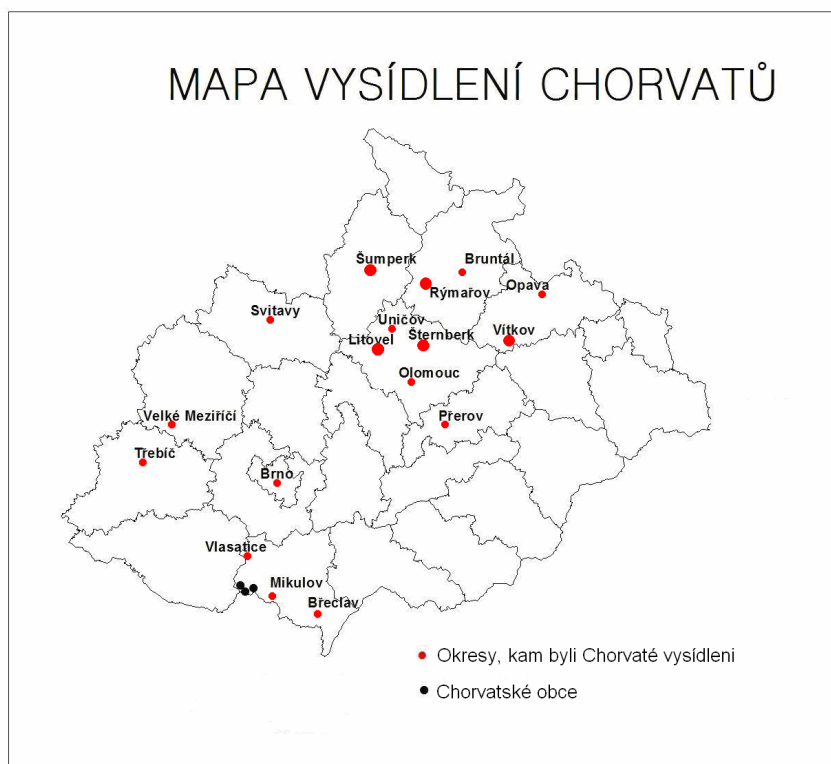 MAPA VYSÍDLENÍ CHORVATŮ
Šumperk
Bruntál
Rýmařov
Opava
Svitavy
Uničov
Litovel
Šternberk
Vítkov
Olomouc
Velké Meziříčí
Přerov
Třebíč
Brno
Vlasatice
Mikulov
Břeclav
Okresy, kam byli Chorvaté vysídleni
Chorvatské obce